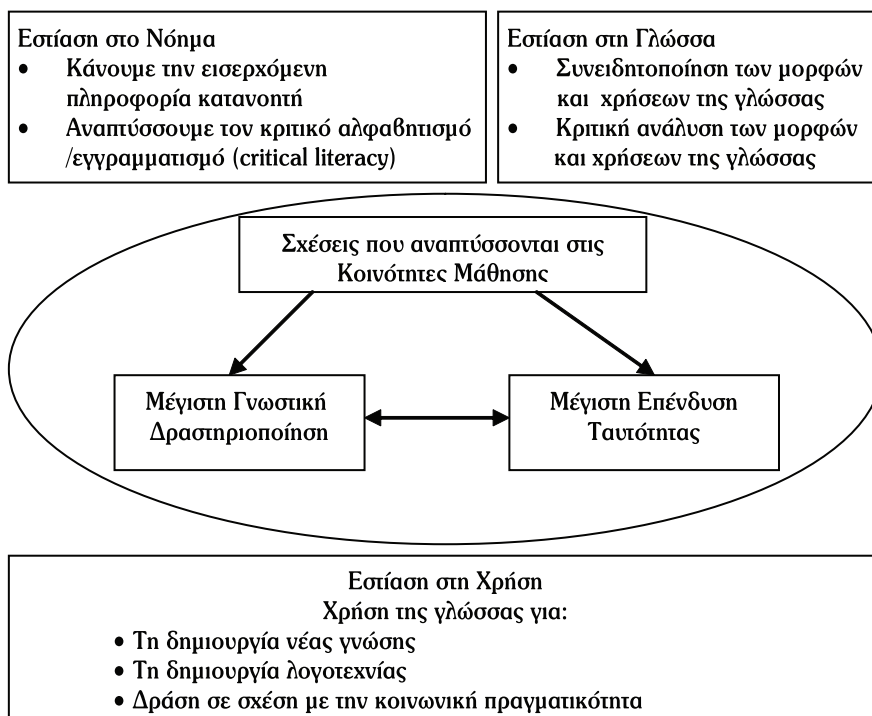 Εστίαση στο Νόημα
• Κάνουμε την εισερχόμενη
πληροφορία κατανοητή
• Αναπτύσσουμε τον κριτικό αλφαβητισμό
/εγγραμματισμό (critical literacy)
Εστίαση στη Γλώσσα
• Συνειδητοποίηση των μορφών
και χρήσεων της γλώσσας
• Κριτική ανάλυση των μορφών
και χρήσεων της γλώσσας
Σχέσεις που αναπτύσσονται στις
Κοινότητες Μάθησης
Μέγιστη Γνωστική
Δραστηριοποίηση
Μέγιστη Επένδυση
Ταυτότητας
Εστίαση στη Χρήση
Χρήση της γλώσσας για:
• Τη δημιουργία νέας γνώσης
• Τη δημιουργία λογοτεχνίας
• Δράση σε σχέση με την κοινωνική πραγματικότητα